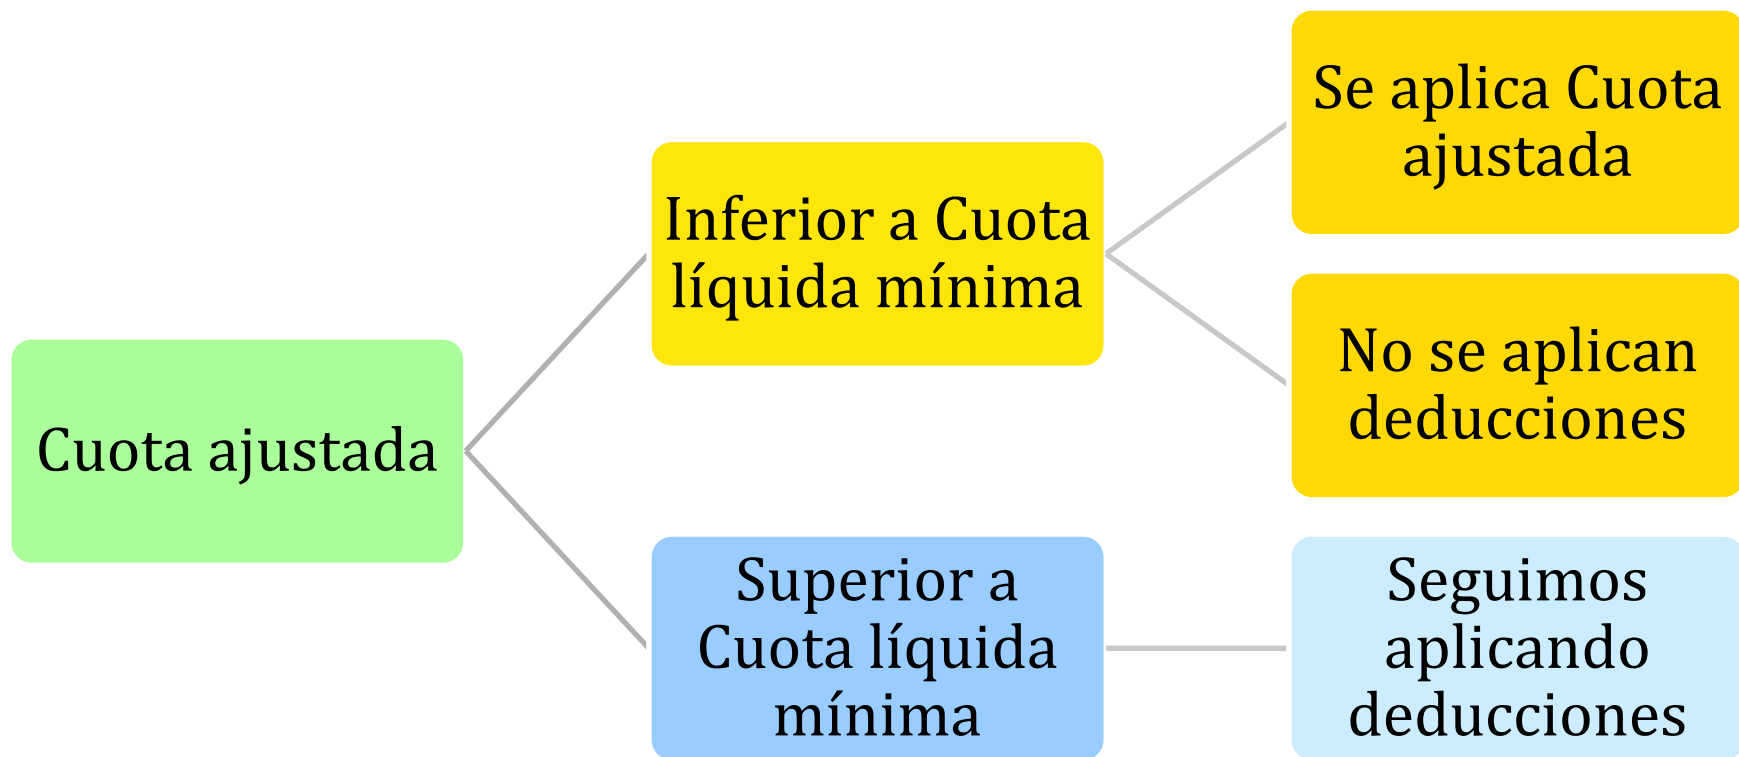 Cuota ajustada
Inferior a Cuota
líquida mínima
Se aplica Cuota
ajustada
No se aplican
deducciones
Superior a
Cuota líquida
mínima
Seguimos
aplicando
deducciones